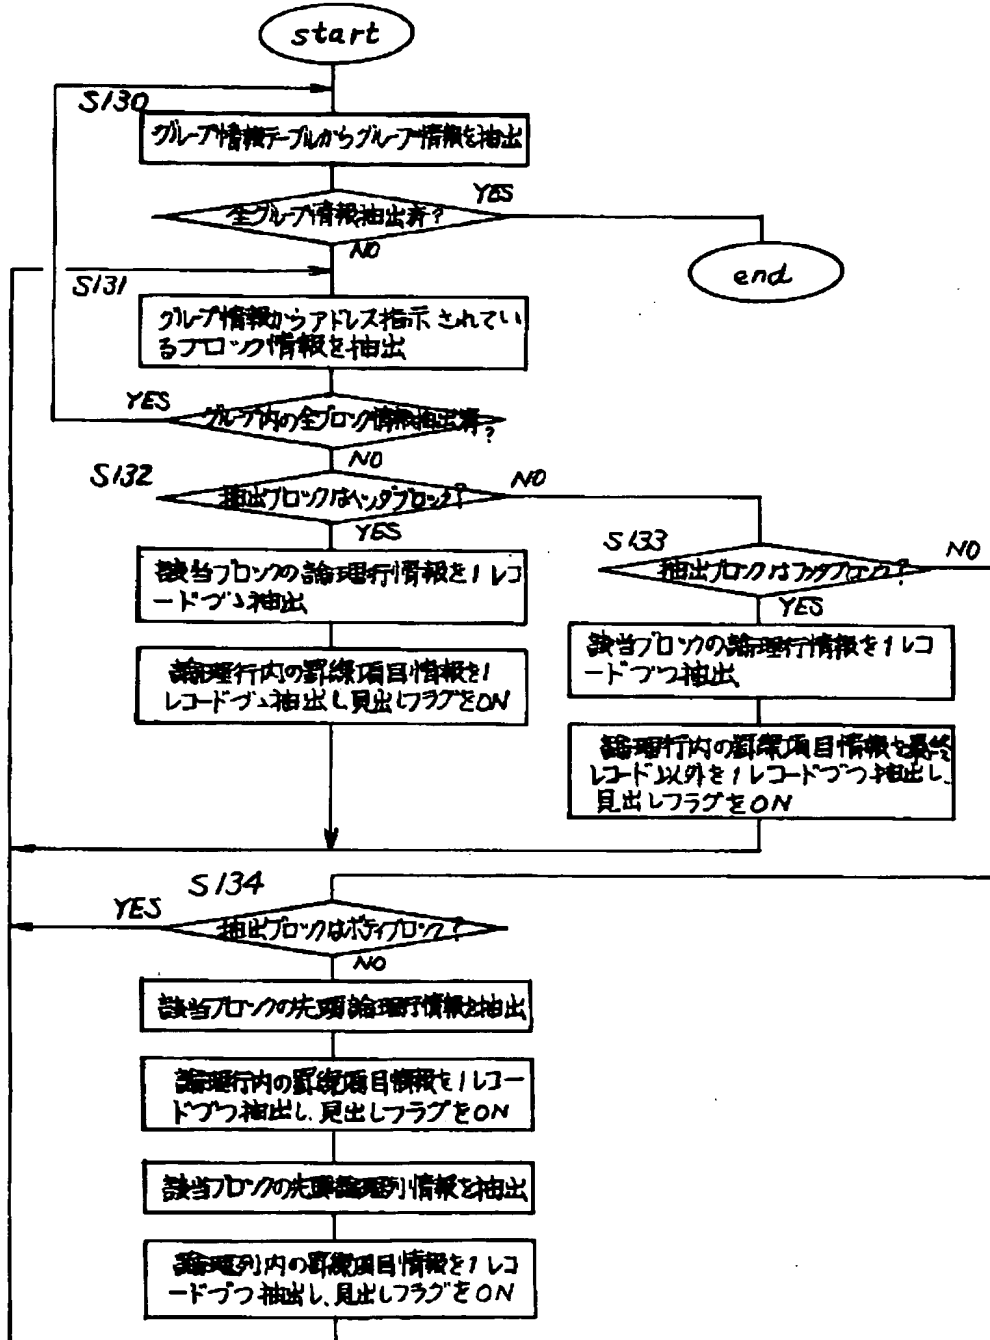 start
S130
グループ情報テーブルからグループ情報を抽出
YES
全グループ情報抽出済?
NO
end
S131
グループ情報からアドレス指示されてい
るブロック情報を抽出
YES
グループ内の全ブロック情報抽出済?
NO
S132
NO
抽出ブロックはヘッダブロック?
YES
S133
NO
抽出ブロックはフッタブロック?
YES
該当ブロックの論理行情報を1レコ
ードづゝ抽出
該当ブロックの論理行情報を1レコ
ードづつ抽出
論理行内の罫線項目情報を1
レコードづゝ抽出し見出しフラグをON
論理行内の罫線項目情報を最終
レコード以外を1レコードづつ抽出し、
見出しフラグをON
S134
YES
抽出ブロックはボディブロック?
NO
該当ブロックの先頭論理行情報を抽出
論理行内の罫線項目情報を1レコー
ドづつ抽出し、見出しフラグをON
該当ブロックの先頭論理列情報を抽出
論理列内の罫線項目情報を1レコ
ードづつ抽出し、見出しフラグをON